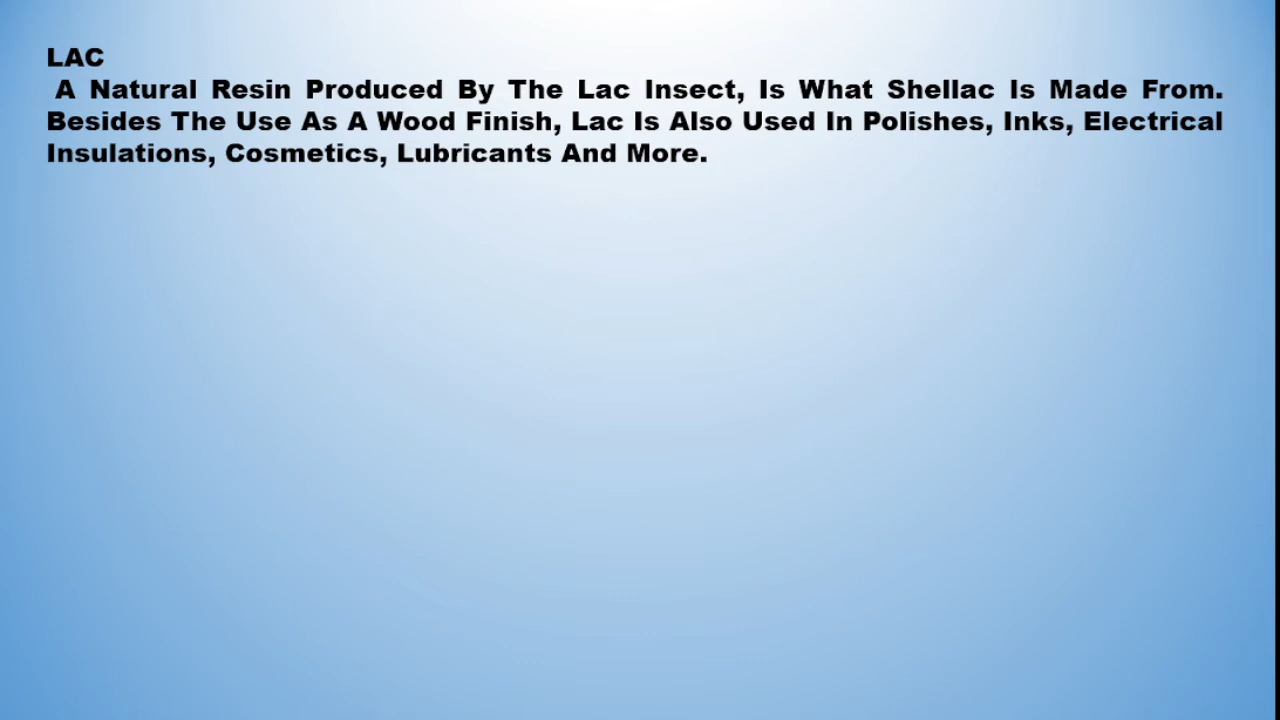 LAC
A Natural Resin Produced By The Lac Insect, Is What Shellac Is Made From.
Besides The Use As A Wood Finish, Lac Is Also Used In Polishes, Inks, Electrical
Insulations, Cosmetics, Lubricants And More.